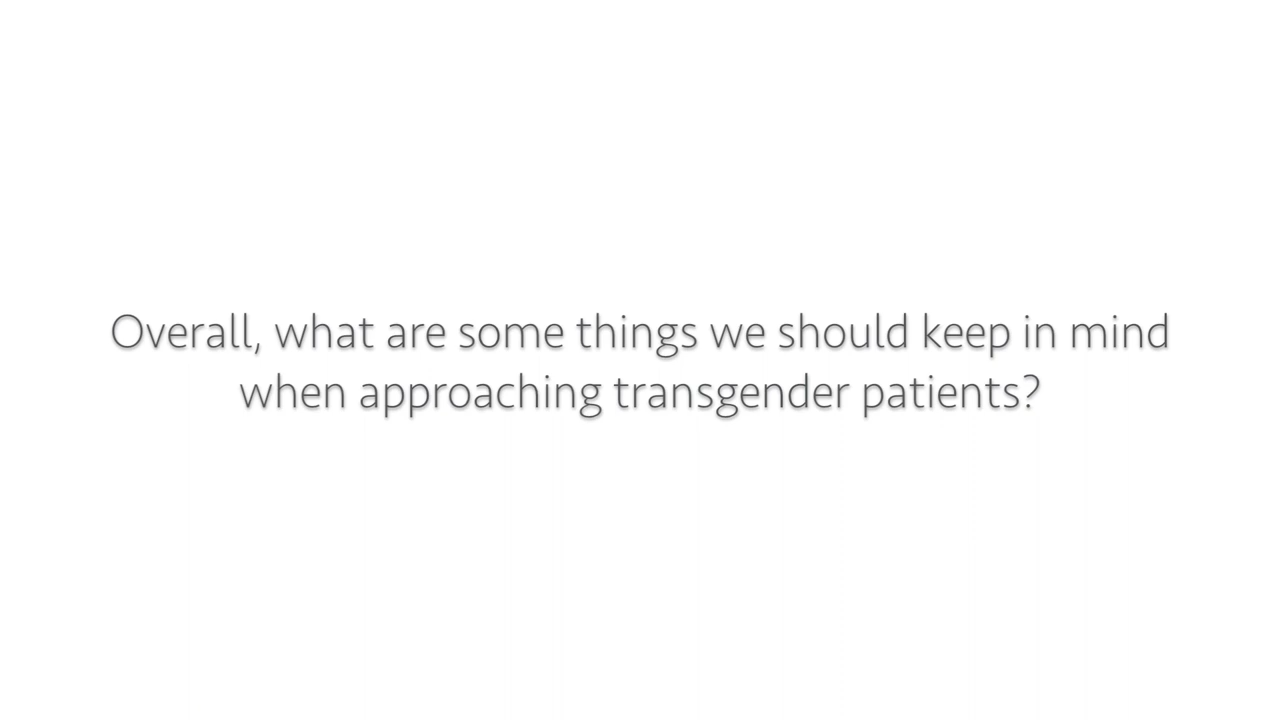 Overall, what are some things we should keep in mind
when approaching transgender patients?